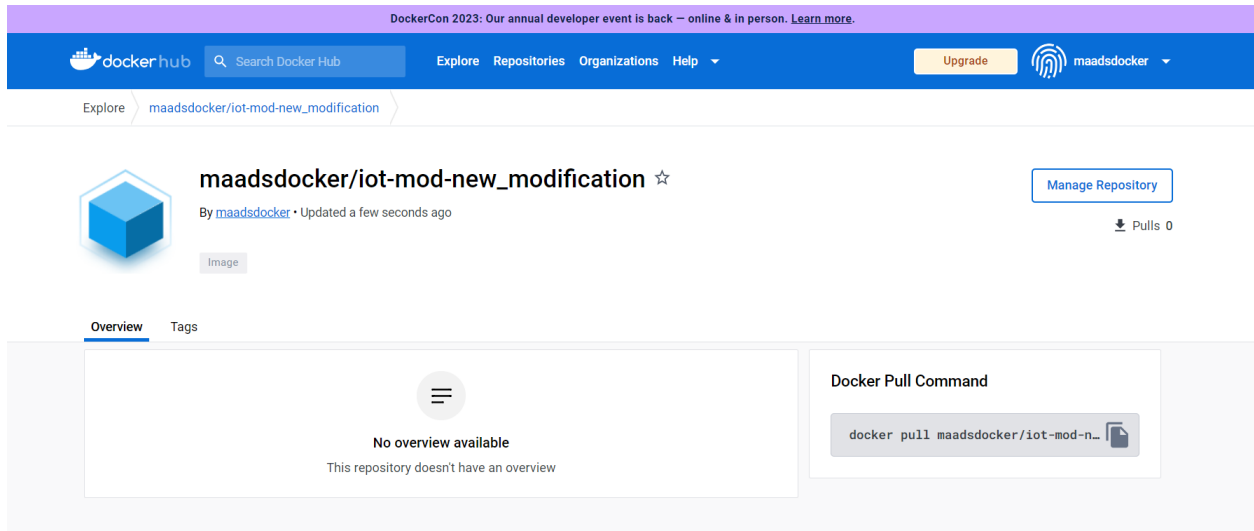 DockerCon 2023: Our annual developer event is back — online & in person. Learn more.
dockerhub
Search Docker Hub
Explore Repositories Organizations Help
Upgrade
maadsdocker
Explore maadsdocker/iot-mod-new_modification
maadsdocker/iot-mod-new_modification
By maadsdocker • Updated a few seconds ago
Manage Repository
Pulls 0
Image
Overview Tags
No overview available
This repository doesn't have an overview
Docker Pull Command
docker pull maadsdocker/iot-mod-n…